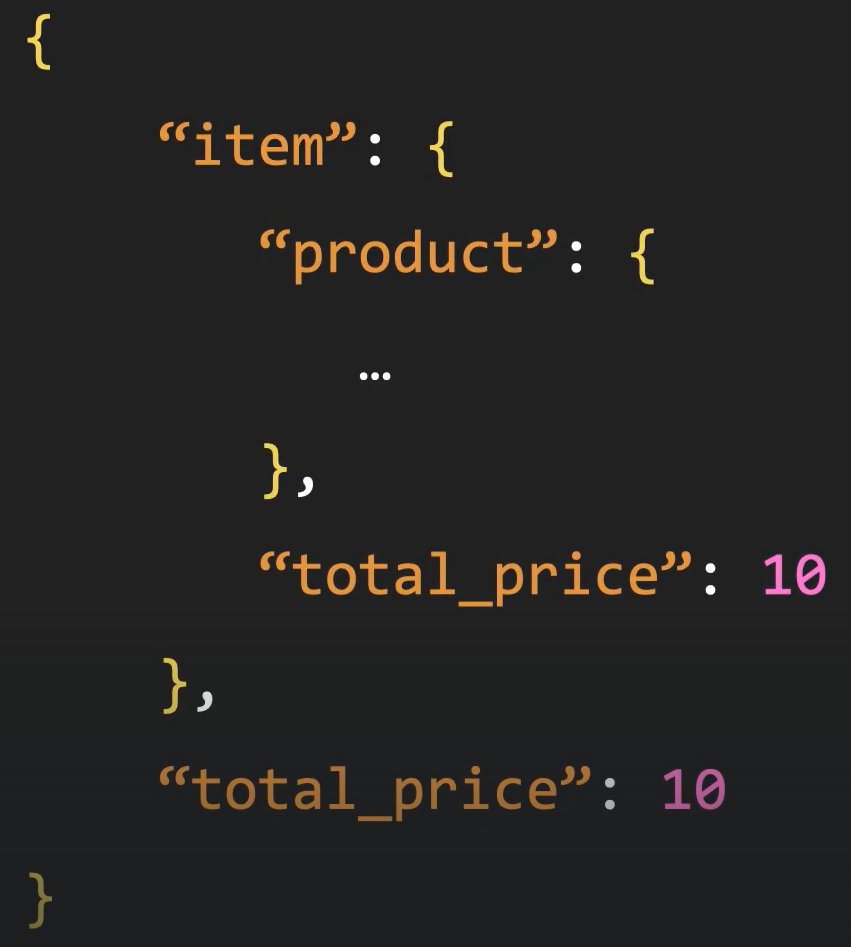 {
“item”: {
“product”: {
…
},
“total_price”: 10
},
“total_price”: 10
}